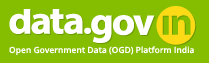 data.gov in
Open Government Data (OGD) Platform India